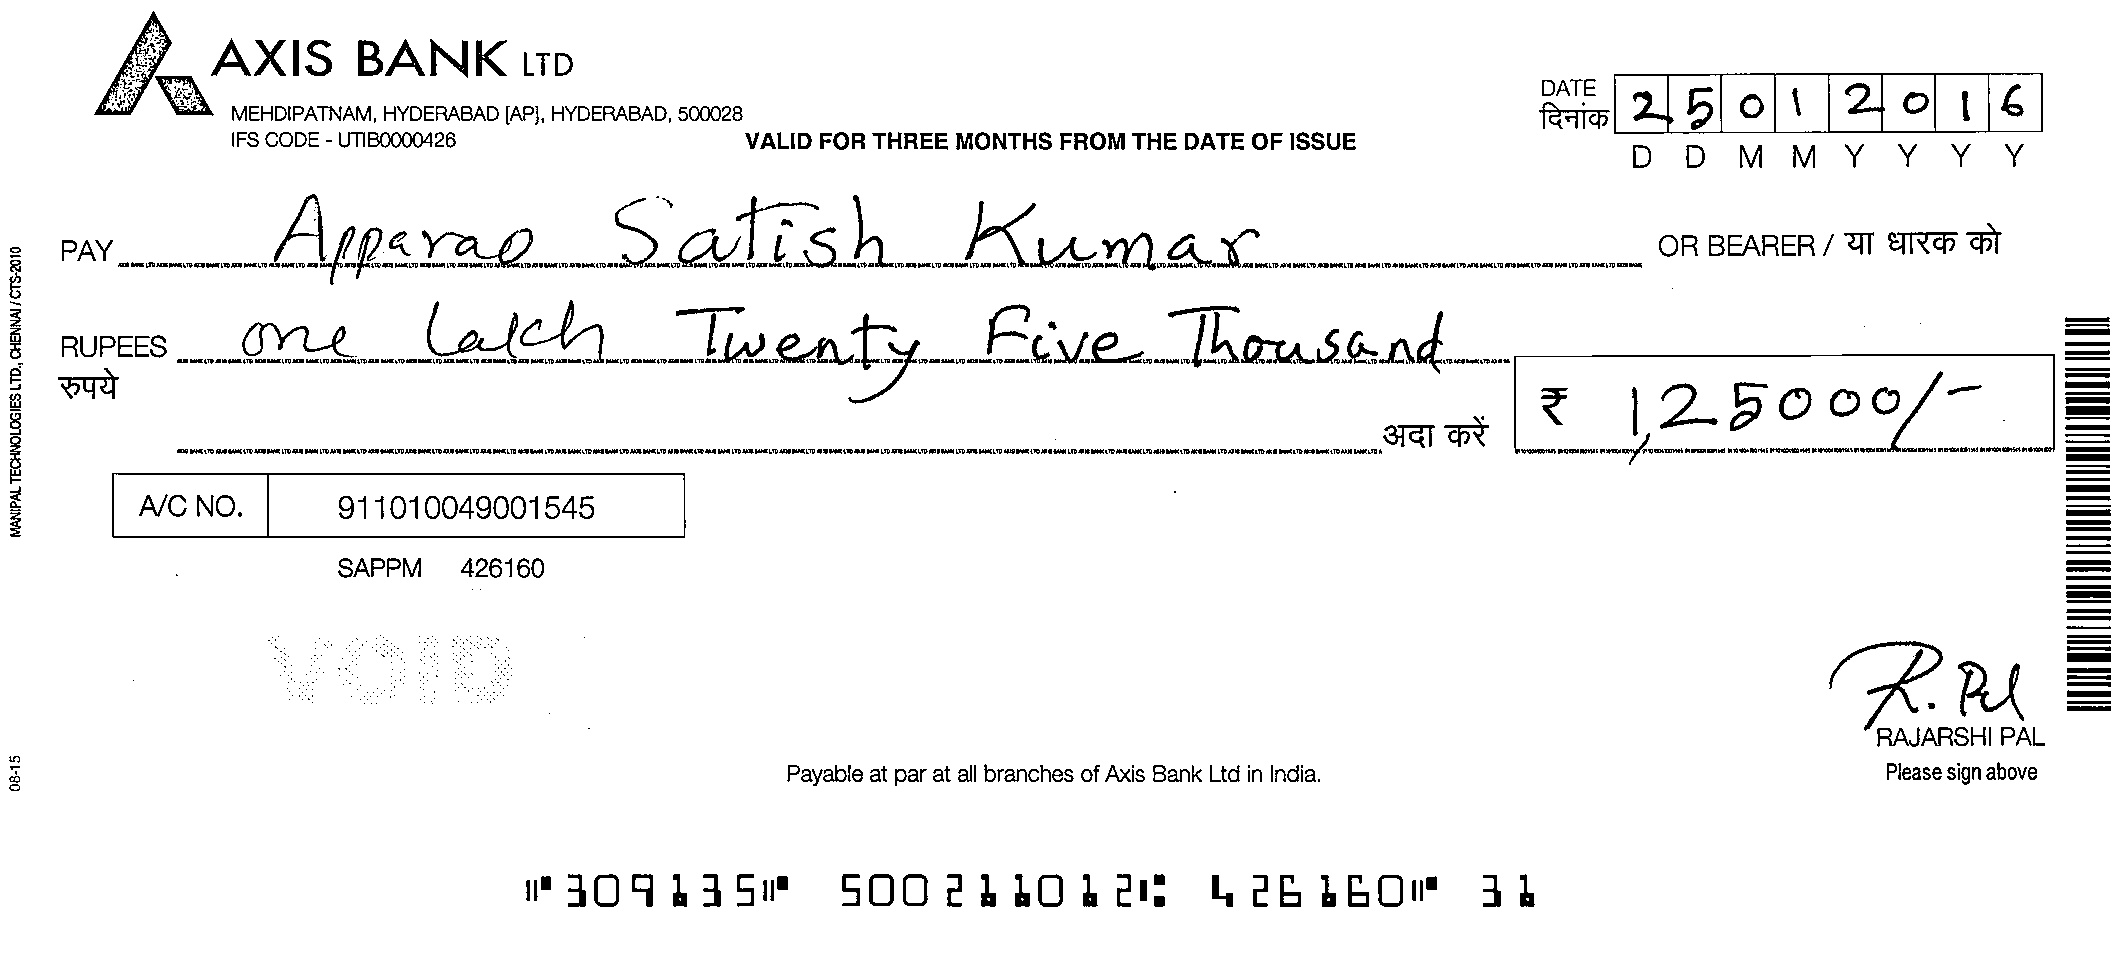 AXIS BANK LTD
MEHDIPATNAM, HYDERABAD [AP], HYDERABAD, 500028
IFS CODE - UTIB0000426
VALID FOR THREE MONTHS FROM THE DATE OF ISSUE
DATE 25012016
दिनांक
D D M M Y Y Y Y
PAY Apparao Satish Kumar OR BEARER / या धारक को
RUPEES one lakh Twenty Five Thousand
रुपये
अदा करें ₹ 1,25000/-
A/C NO. 911010049001545
SAPPM 426160
VOID
R. Pal
RAJARSHI PAL
Please sign above
Payable at par at all branches of Axis Bank Ltd in India.
⑈309135⑈ 500211012⑆ 426160⑈ 31
MANIPAL TECHNOLOGIES LTD., CHENNAI / CTS-2010
08-15